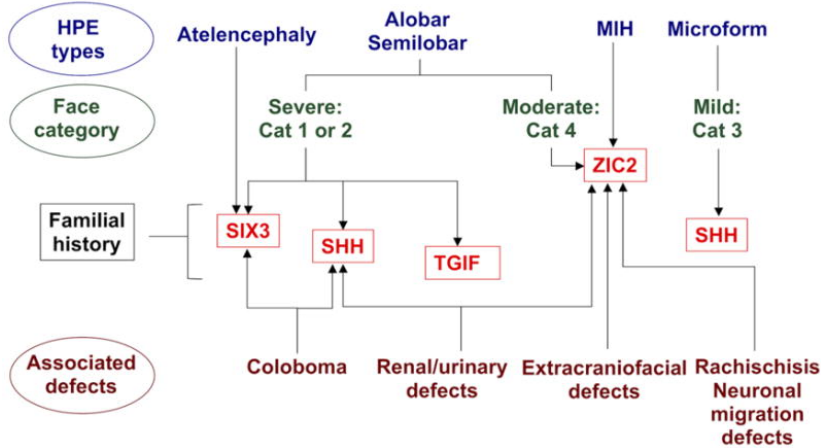 HPE
types
Atelencephaly
Alobar
Semilobar
MIH
Microform
Face
category
Severe:
Cat 1 or 2
Moderate:
Cat 4
Mild:
Cat 3
ZIC2
Familial
history
SIX3
SHH
TGIF
SHH
Associated
defects
Coloboma
Renal/urinary
defects
Extracraniofacial
defects
Rachischisis
Neuronal
migration
defects